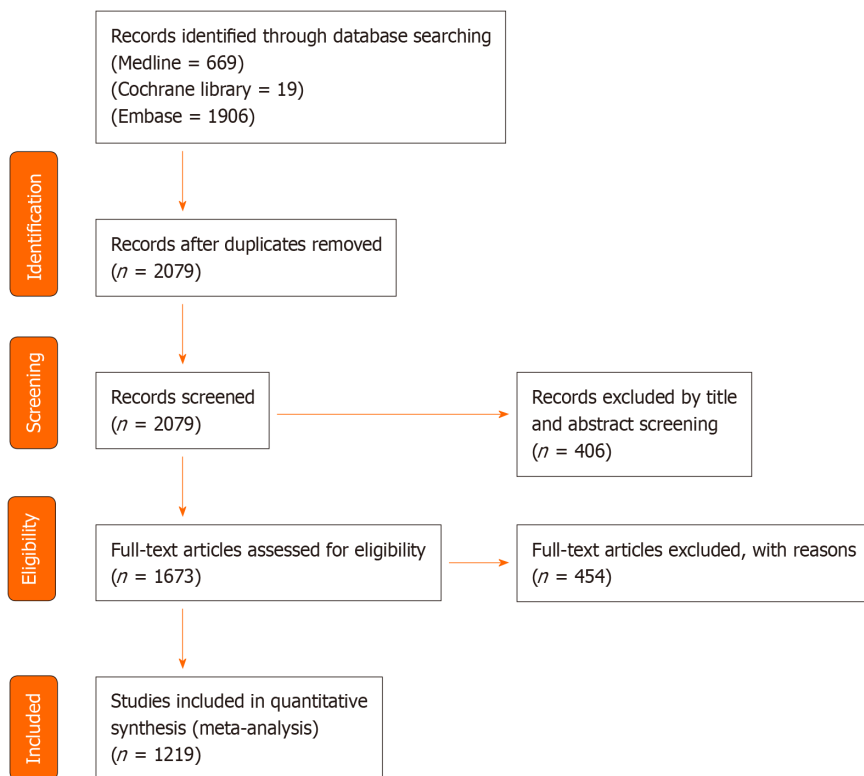 Records identified through database searching
(Medline = 669)
(Cochrane library = 19)
(Embase = 1906)
Identification
Records after duplicates removed
(n = 2079)
Screening
Records screened
(n = 2079)
Records excluded by title
and abstract screening
(n = 406)
Eligibility
Full-text articles assessed for eligibility
(n = 1673)
Full-text articles excluded, with reasons
(n = 454)
Included
Studies included in quantitative
synthesis (meta-analysis)
(n = 1219)